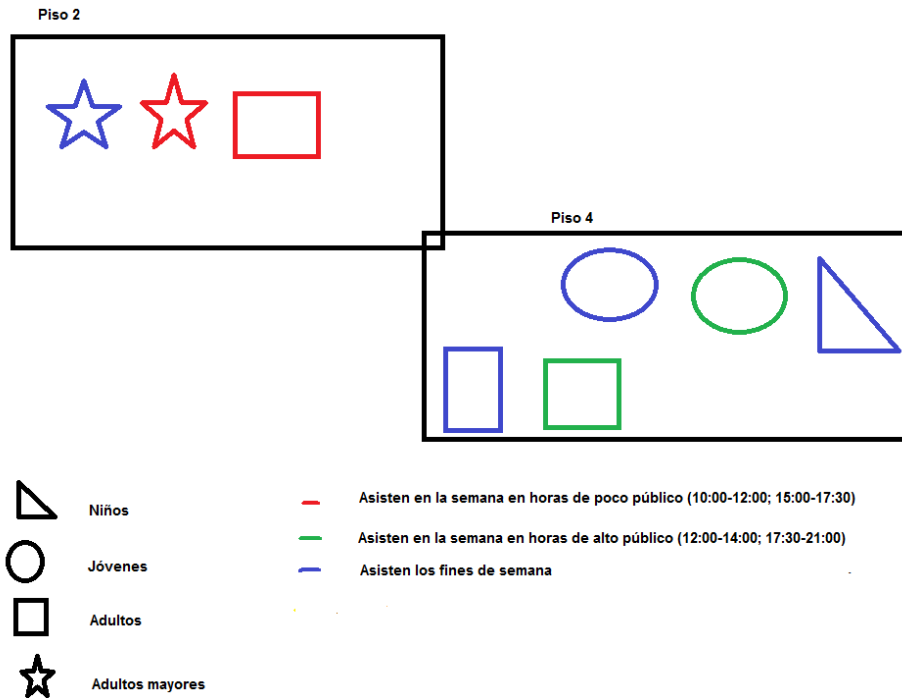 Piso 2
Piso 4
Niños
Asisten en la semana en horas de poco público (10:00-12:00; 15:00-17:30)
Jóvenes
Asisten en la semana en horas de alto público (12:00-14:00; 17:30-21:00)
Asisten los fines de semana
Adultos
Adultos mayores